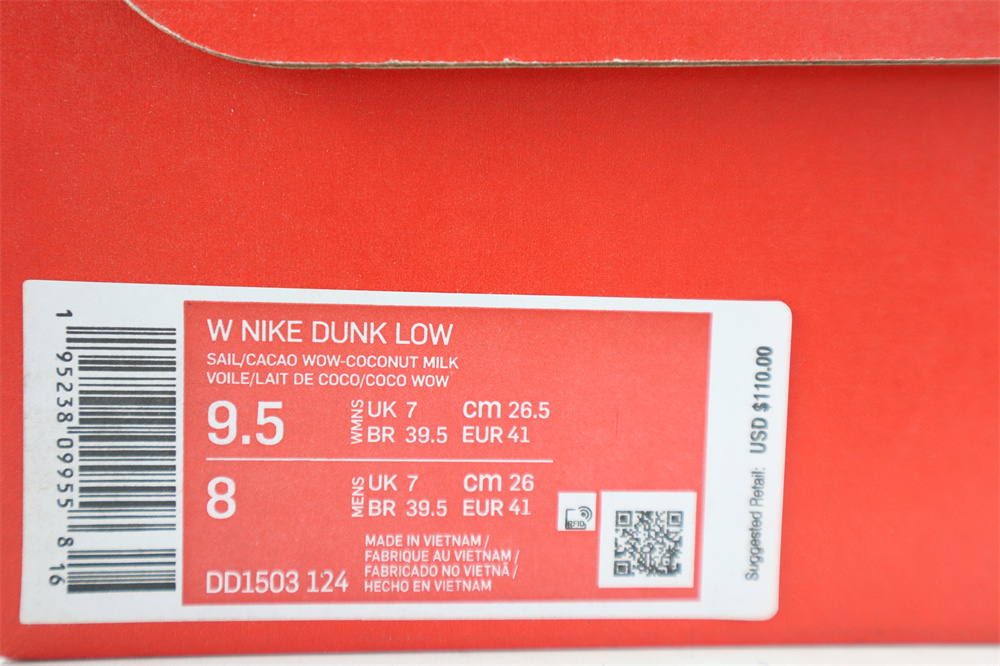 W NIKE DUNK LOW
SAIL/CACAO WOW-COCONUT MILK
VOILE/LAIT DE COCO/COCO WOW
9.5
WMNS
UK 7 cm 26.5
BR 39.5 EUR 41
8
MENS
UK 7 cm 26
BR 39.5 EUR 41
MADE IN VIETNAM /
FABRIQUE AU VIETNAM /
FABRICADO NO VIETNÃ /
HECHO EN VIETNAM
DD1503 124
RFID
1 95238 09955 8 16
Suggested Retail: USD $110.00